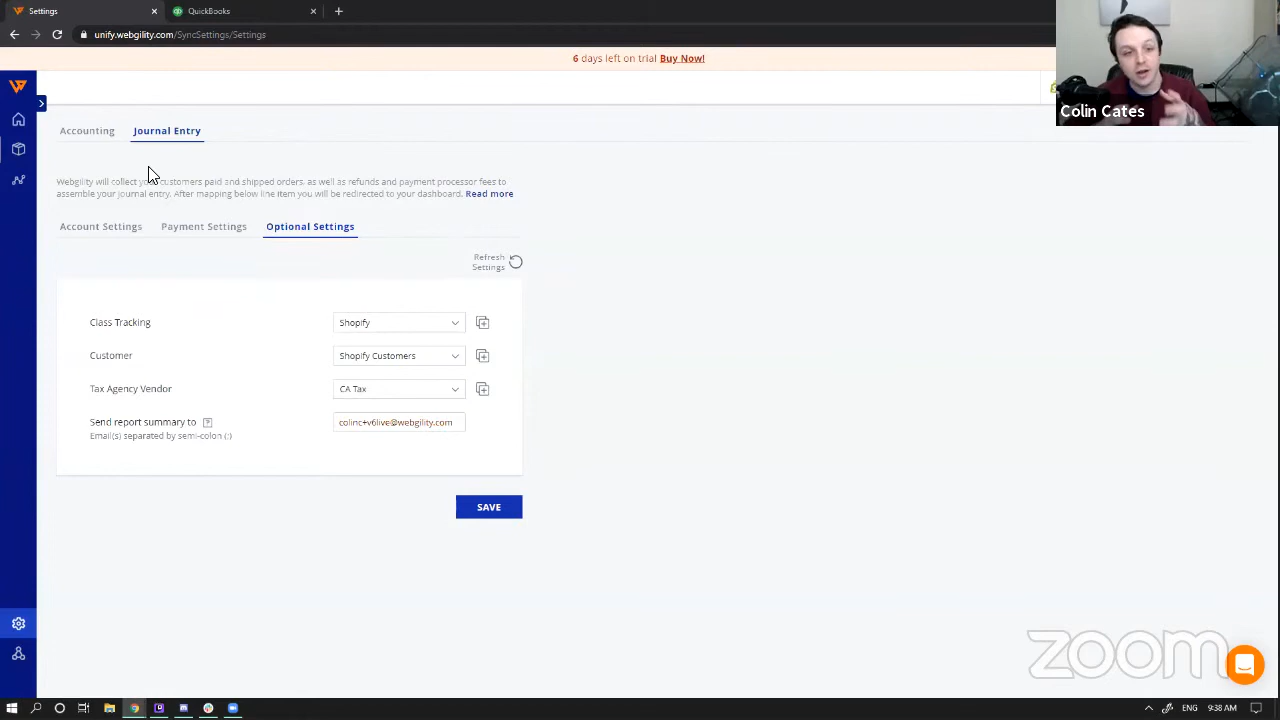 Settings
QuickBooks
unify.webgility.com/SyncSettings/Settings
6 days left on trial Buy Now!
Colin Cates
Accounting
Journal Entry
Webgility will collect your customers paid and shipped orders, as well as refunds and payment processor fees to
assemble your journal entry. After mapping below line item you will be redirected to your dashboard. Read more
Account Settings
Payment Settings
Optional Settings
Refresh
Settings
Class Tracking
Shopify
Customer
Shopify Customers
Tax Agency Vendor
CA Tax
Send report summary to ?
colinc+v6live@webgility.com
Email(s) separated by semi-colon (;)
SAVE
zoom
ENG
9:38 AM